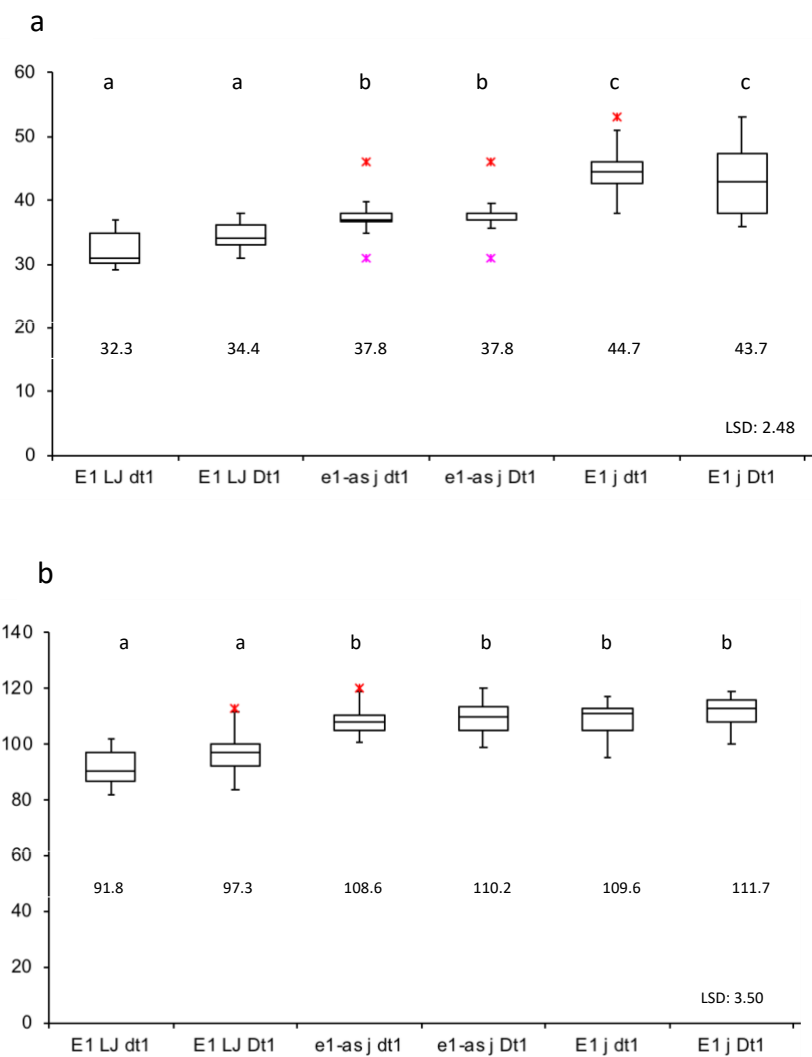 a
60
a a b b c c
50
40
30
20
32.3 34.4 37.8 37.8 44.7 43.7
10
LSD: 2.48
0
E1 LJ dt1 E1 LJ Dt1 e1-as j dt1 e1-as j Dt1 E1 j dt1 E1 j Dt1
b
140
a a b b b b
120
100
80
60
91.8 97.3 108.6 110.2 109.6 111.7
40
20
LSD: 3.50
0
E1 LJ dt1 E1 LJ Dt1 e1-as j dt1 e1-as j Dt1 E1 j dt1 E1 j Dt1